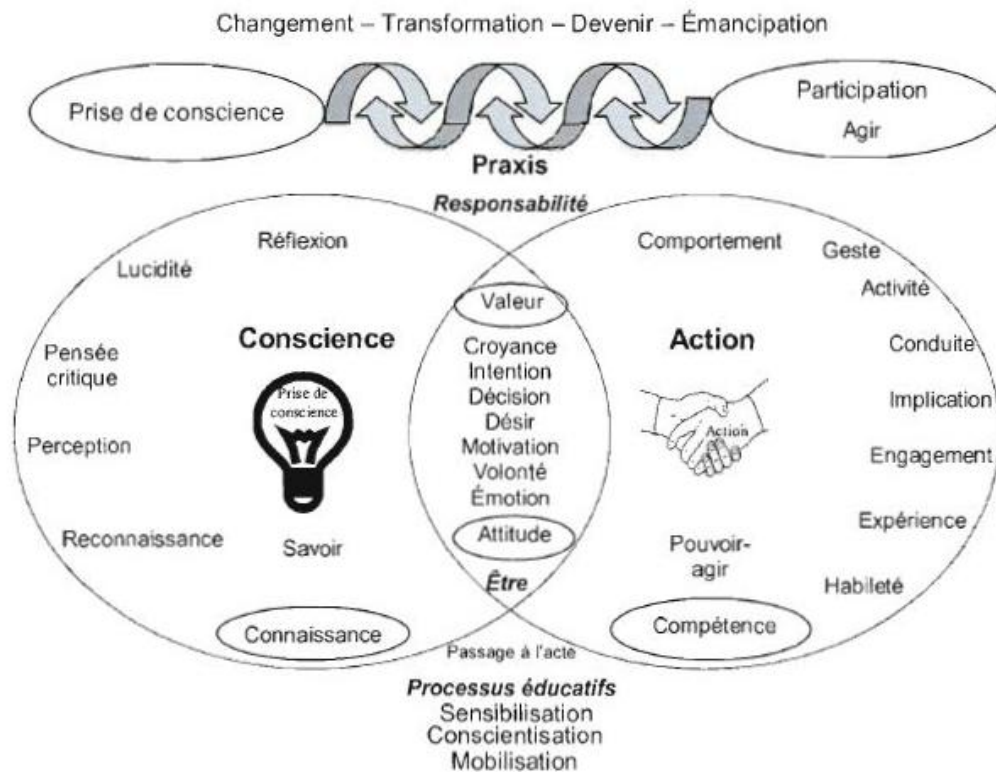 Changement – Transformation – Devenir – Émancipation
Prise de conscience
Participation
Agir
Praxis
Responsabilité
Réflexion
Lucidité
Pensée
critique
Perception
Reconnaissance
Conscience
Prise de
conscience
Savoir
Connaissance
Valeur
Croyance
Intention
Décision
Désir
Motivation
Volonté
Émotion
Attitude
Être
Comportement
Geste
Activité
Action
Conduite
Implication
Action
Engagement
Expérience
Pouvoir-
agir
Habileté
Compétence
Passage à l'acte
Processus éducatifs
Sensibilisation
Conscientisation
Mobilisation